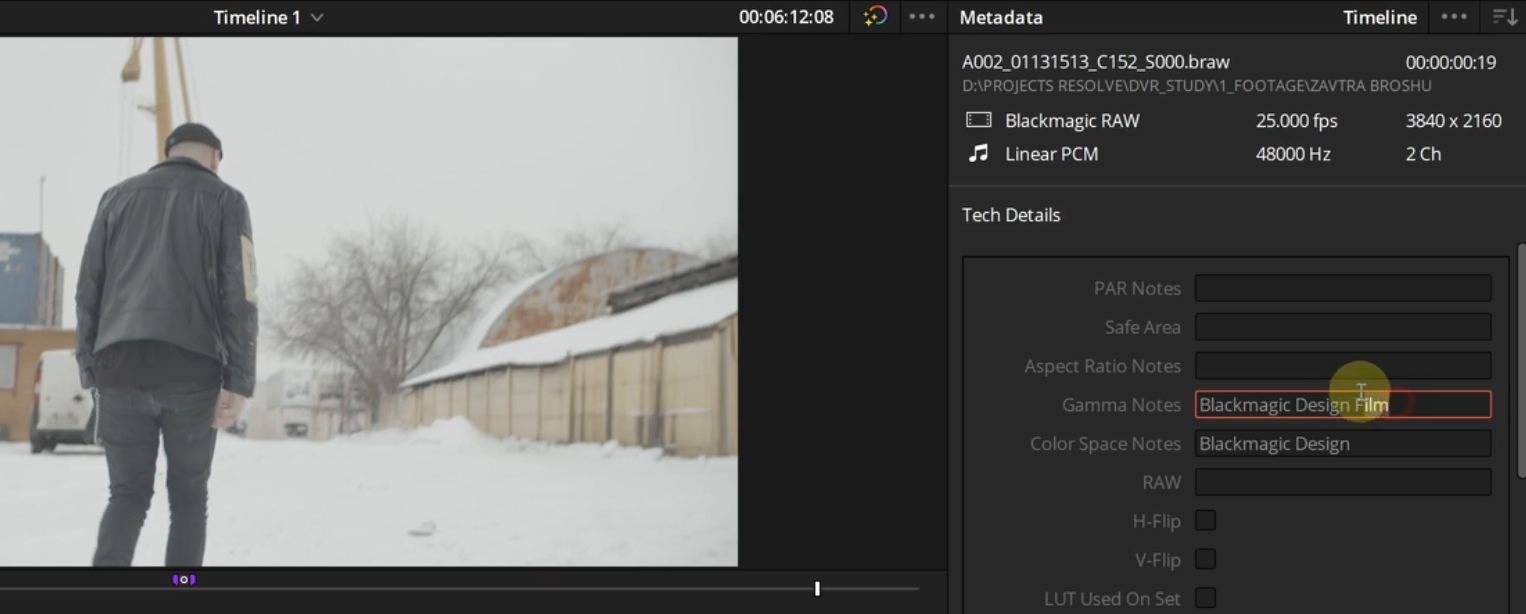 Timeline 1
00:06:12:08
Metadata
Timeline
A002_01131513_C152_S000.braw 00:00:00:19
D:\PROJECTS RESOLVE\DVR_STUDY\1_FOOTAGE\ZAVTRA BROSHU
Blackmagic RAW 25.000 fps 3840 x 2160
Linear PCM 48000 Hz 2 Ch
Tech Details
PAR Notes
Safe Area
Aspect Ratio Notes
Gamma Notes Blackmagic Design Film
Color Space Notes Blackmagic Design
RAW
H-Flip
V-Flip
LUT Used On Set